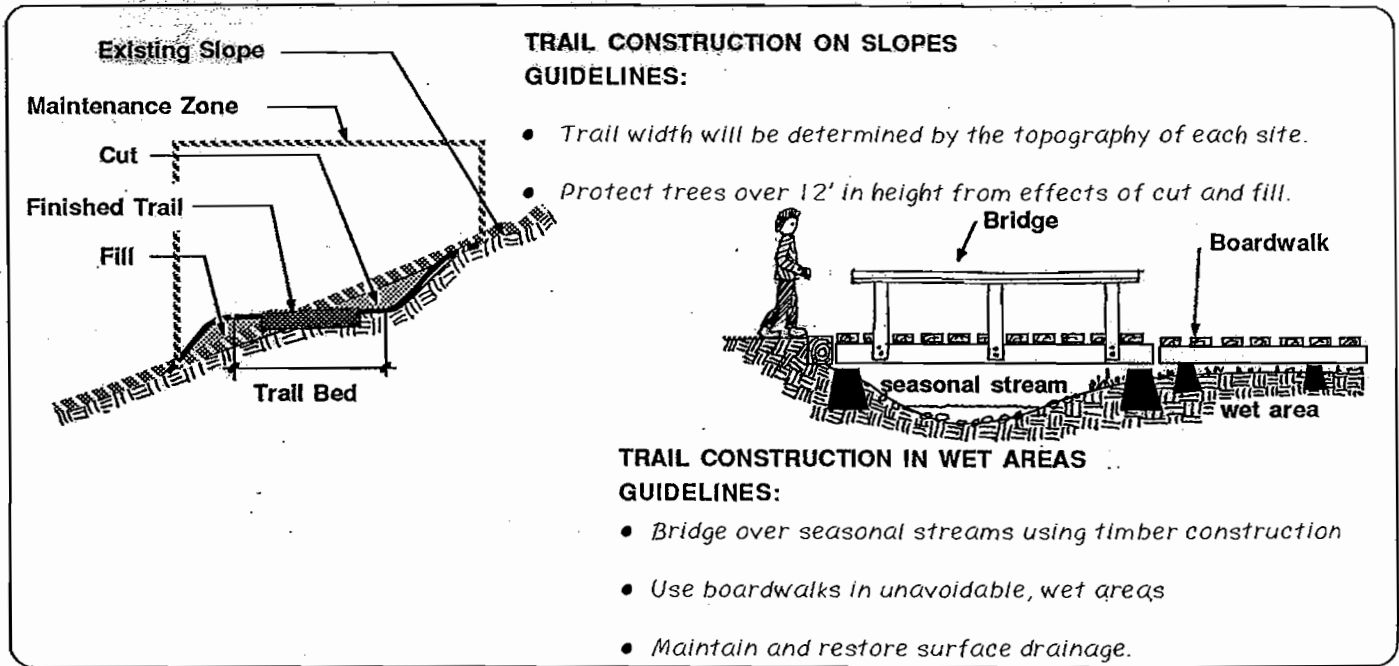 Existing Slope
Maintenance Zone
Cut
Finished Trail
Fill
Trail Bed
TRAIL CONSTRUCTION ON SLOPES
GUIDELINES:
• Trail width will be determined by the topography of each site.
• Protect trees over 12' in height from effects of cut and fill.
Bridge
Boardwalk
seasonal stream
wet area
TRAIL CONSTRUCTION IN WET AREAS
GUIDELINES:
• Bridge over seasonal streams using timber construction
• Use boardwalks in unavoidable, wet areas
• Maintain and restore surface drainage.